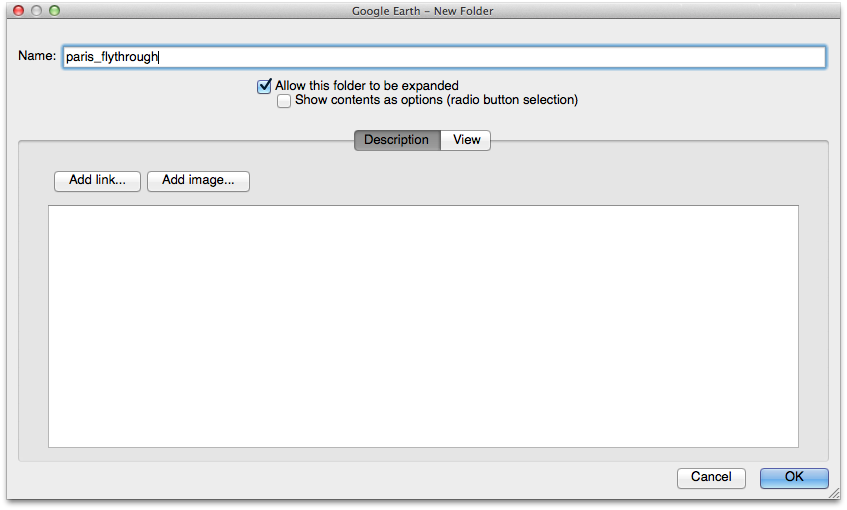 Google Earth – New Folder
Name: paris_flythrough
Allow this folder to be expanded
Show contents as options (radio button selection)
Description View
Add link... Add image...
Cancel OK